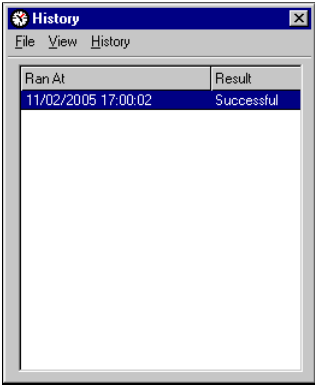 History
File View History
Ran At Result
11/02/2005 17:00:02 Successful